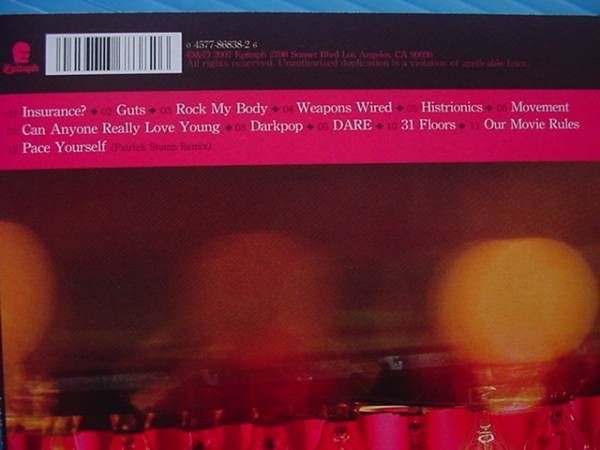 Epitaph
0 4577-86838-2 6
℗&© 2007 Epitaph 2798 Sunset Blvd Los Angeles, CA 90026
All rights reserved. Unauthorized duplication is a violation of applicable laws.
01 Insurance? 02 Guts 03 Rock My Body 04 Weapons Wired 05 Histrionics 06 Movement
07 Can Anyone Really Love Young 08 Darkpop 09 DARE 10 31 Floors 11 Our Movie Rules
12 Pace Yourself (Patrick Stump Remix)